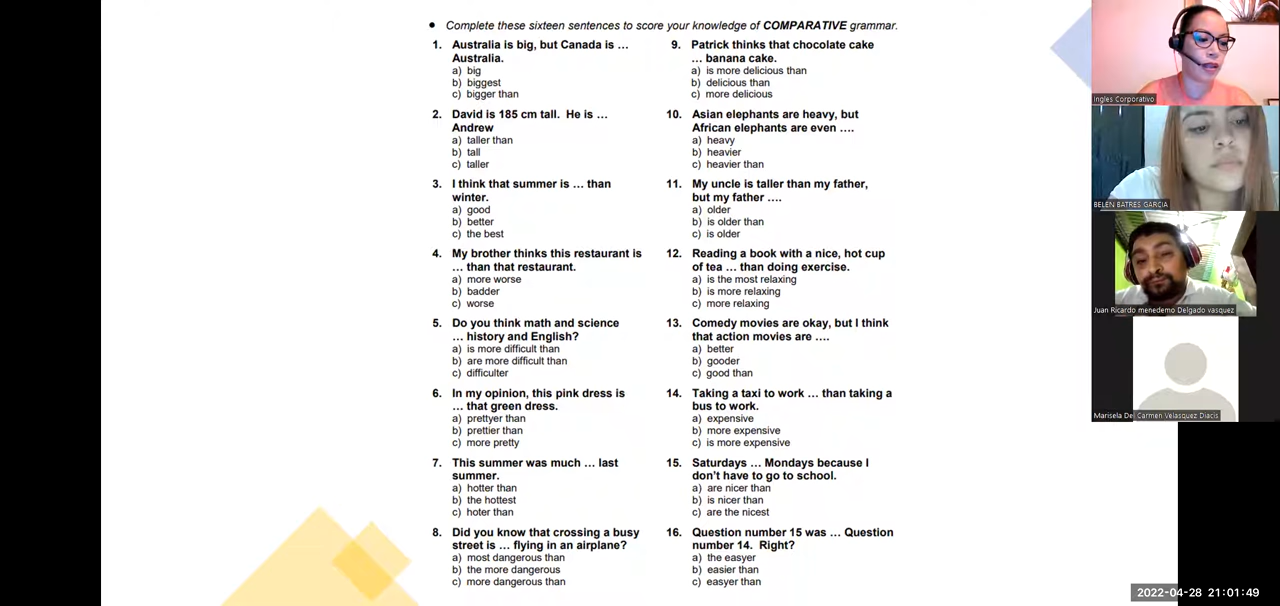 • Complete these sixteen sentences to score your knowledge of COMPARATIVE grammar.
1. Australia is big, but Canada is …
Australia.
a) big
b) biggest
c) bigger than
2. David is 185 cm tall. He is …
Andrew
a) taller than
b) tall
c) taller
3. I think that summer is … than
winter.
a) good
b) better
c) the best
4. My brother thinks this restaurant is
… than that restaurant.
a) more worse
b) badder
c) worse
5. Do you think math and science
… history and English?
a) is more difficult than
b) are more difficult than
c) difficulter
6. In my opinion, this pink dress is
… that green dress.
a) prettyer than
b) prettier than
c) more pretty
7. This summer was much … last
summer.
a) hotter than
b) the hottest
c) hoter than
8. Did you know that crossing a busy
street is … flying in an airplane?
a) most dangerous than
b) the more dangerous
c) more dangerous than
9. Patrick thinks that chocolate cake
… banana cake.
a) is more delicious than
b) delicious than
c) more delicious
10. Asian elephants are heavy, but
African elephants are even ….
a) heavy
b) heavier
c) heavier than
11. My uncle is taller than my father,
but my father ….
a) older
b) is older than
c) is older
12. Reading a book with a nice, hot cup
of tea … than doing exercise.
a) is the most relaxing
b) is more relaxing
c) more relaxing
13. Comedy movies are okay, but I think
that action movies are ….
a) better
b) gooder
c) good than
14. Taking a taxi to work … than taking a
bus to work.
a) expensive
b) more expensive
c) is more expensive
15. Saturdays … Mondays because I
don't have to go to school.
a) are nicer than
b) is nicer than
c) are the nicest
16. Question number 15 was … Question
number 14. Right?
a) the easyer
b) easier than
c) easyer than
Ingles Corporativo
BELEN BATRES GARCIA
Juan Ricardo menedemo Delgado vasquez
Marisela Del Carmen Velasquez Diacis
2022-04-28 21:01:49